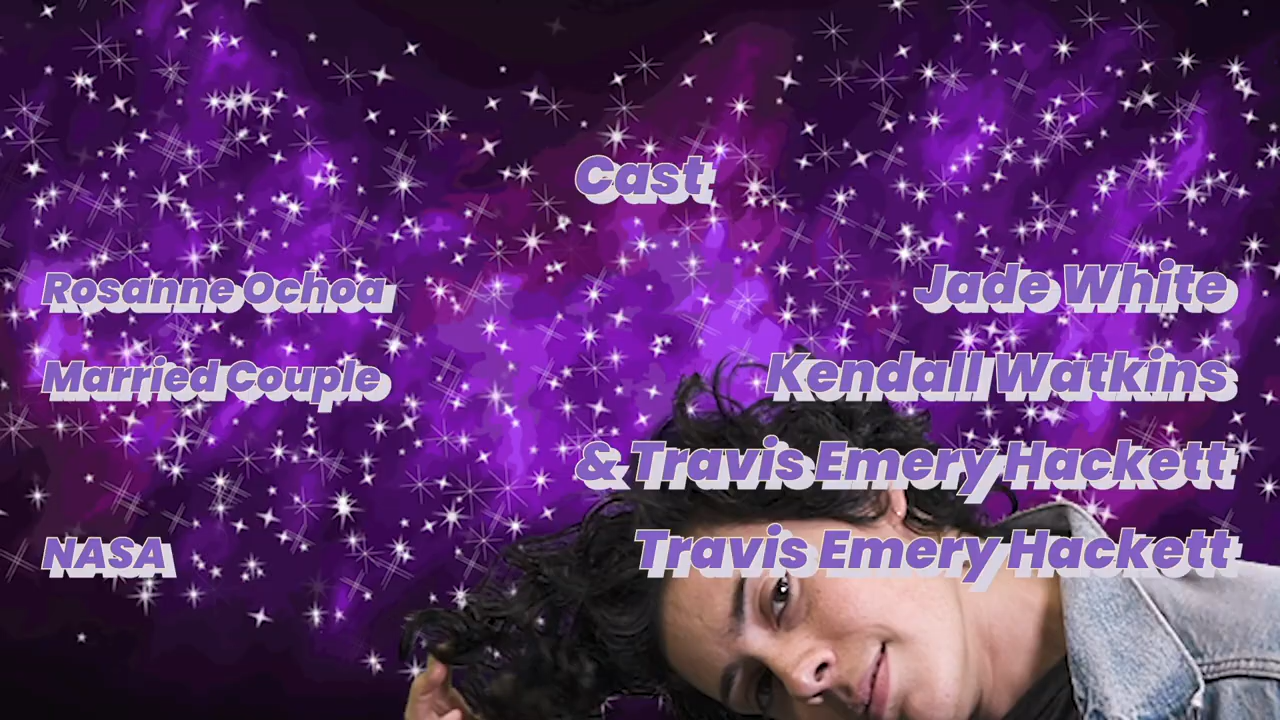 Cast
Rosanne Ochoa Jade White
Married Couple Kendall Watkins
& Travis Emery Hackett
NASA Travis Emery Hackett